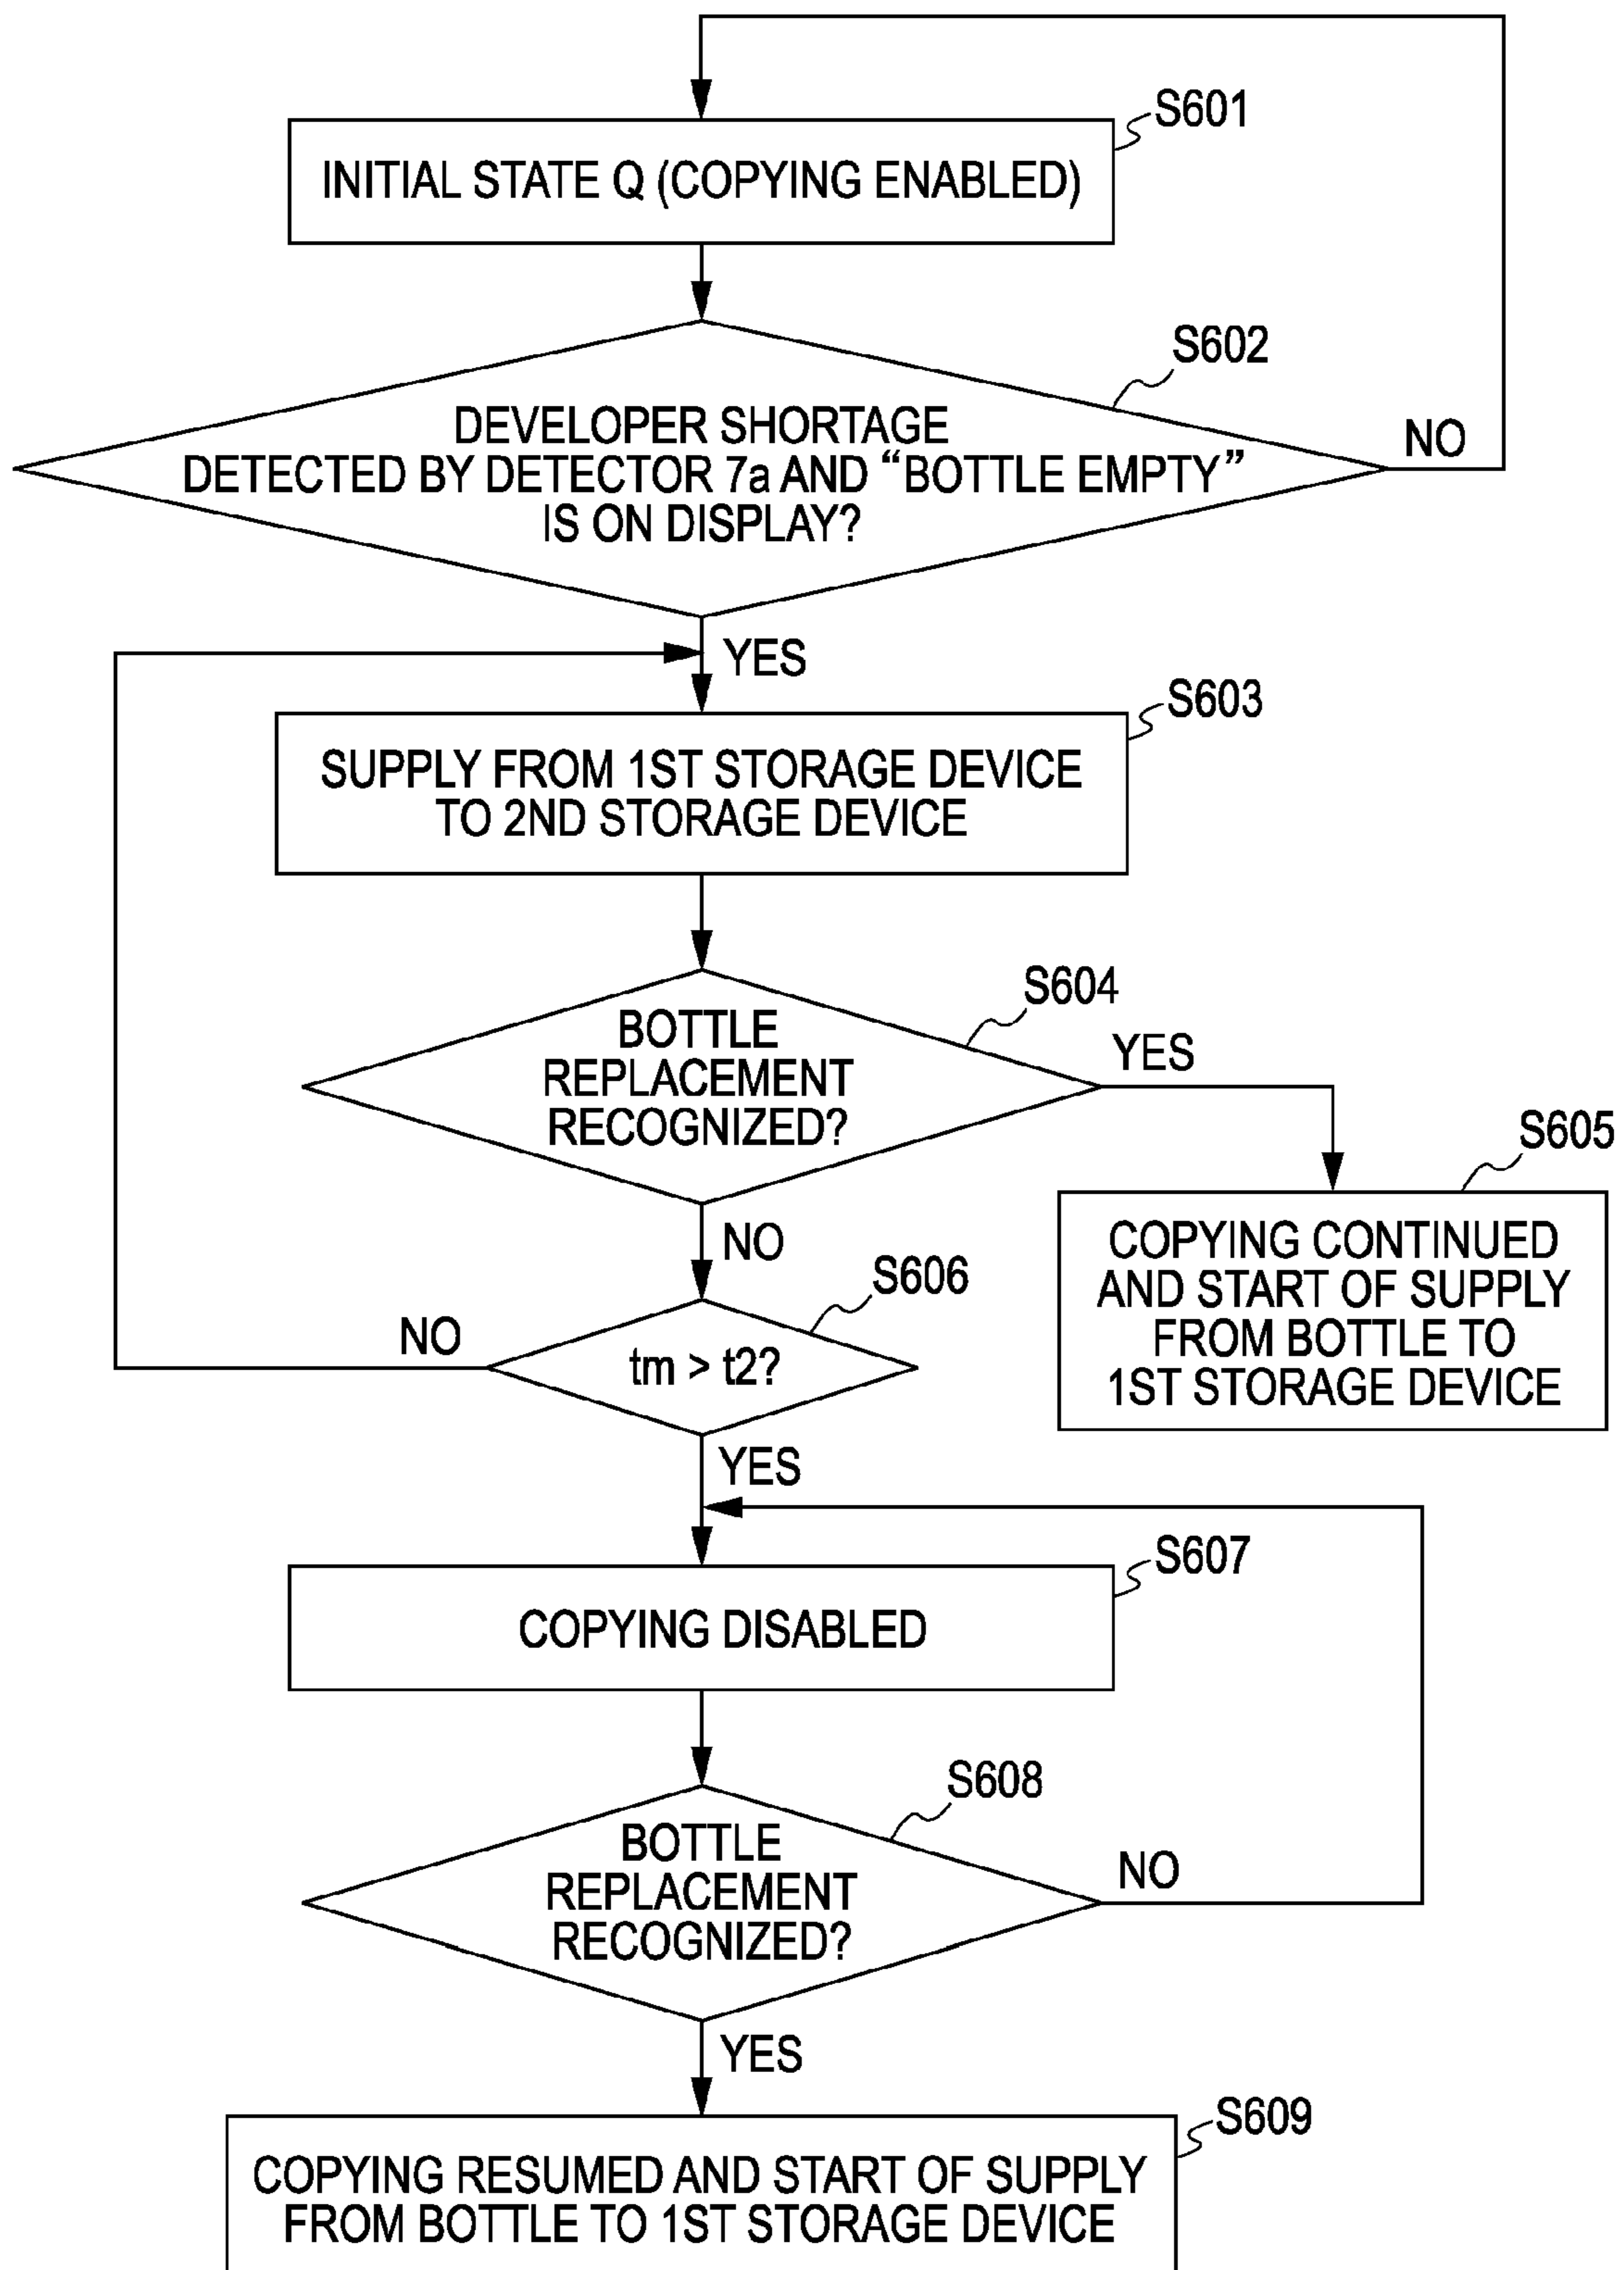 S601
INITIAL STATE Q (COPYING ENABLED)
S602
DEVELOPER SHORTAGE
DETECTED BY DETECTOR 7a AND “BOTTLE EMPTY”
IS ON DISPLAY?
NO
YES
S603
SUPPLY FROM 1ST STORAGE DEVICE
TO 2ND STORAGE DEVICE
S604
BOTTLE
REPLACEMENT
RECOGNIZED?
YES
S605
COPYING CONTINUED
AND START OF SUPPLY
FROM BOTTLE TO
1ST STORAGE DEVICE
NO
S606
tm > t2?
NO
YES
S607
COPYING DISABLED
S608
BOTTLE
REPLACEMENT
RECOGNIZED?
NO
YES
S609
COPYING RESUMED AND START OF SUPPLY
FROM BOTTLE TO 1ST STORAGE DEVICE